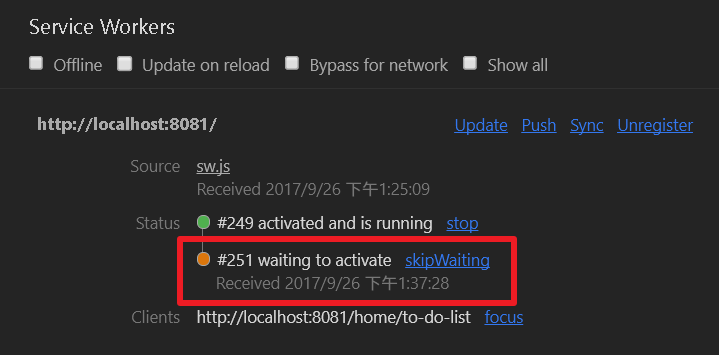 Service Workers
Offline Update on reload Bypass for network Show all
http://localhost:8081/ Update Push Sync Unregister
Source sw.js
Received 2017/9/26 下午1:25:09
Status #249 activated and is running stop
#251 waiting to activate skipWaiting
Received 2017/9/26 下午1:37:28
Clients http://localhost:8081/home/to-do-list focus